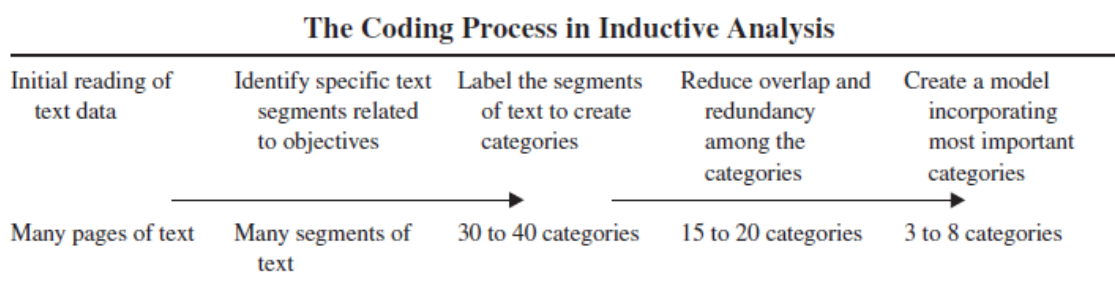 The Coding Process in Inductive Analysis
Initial reading of
text data
Identify specific text
segments related
to objectives
Label the segments
of text to create
categories
Reduce overlap and
redundancy
among the
categories
Create a model
incorporating
most important
categories
Many pages of text
Many segments of
text
30 to 40 categories
15 to 20 categories
3 to 8 categories